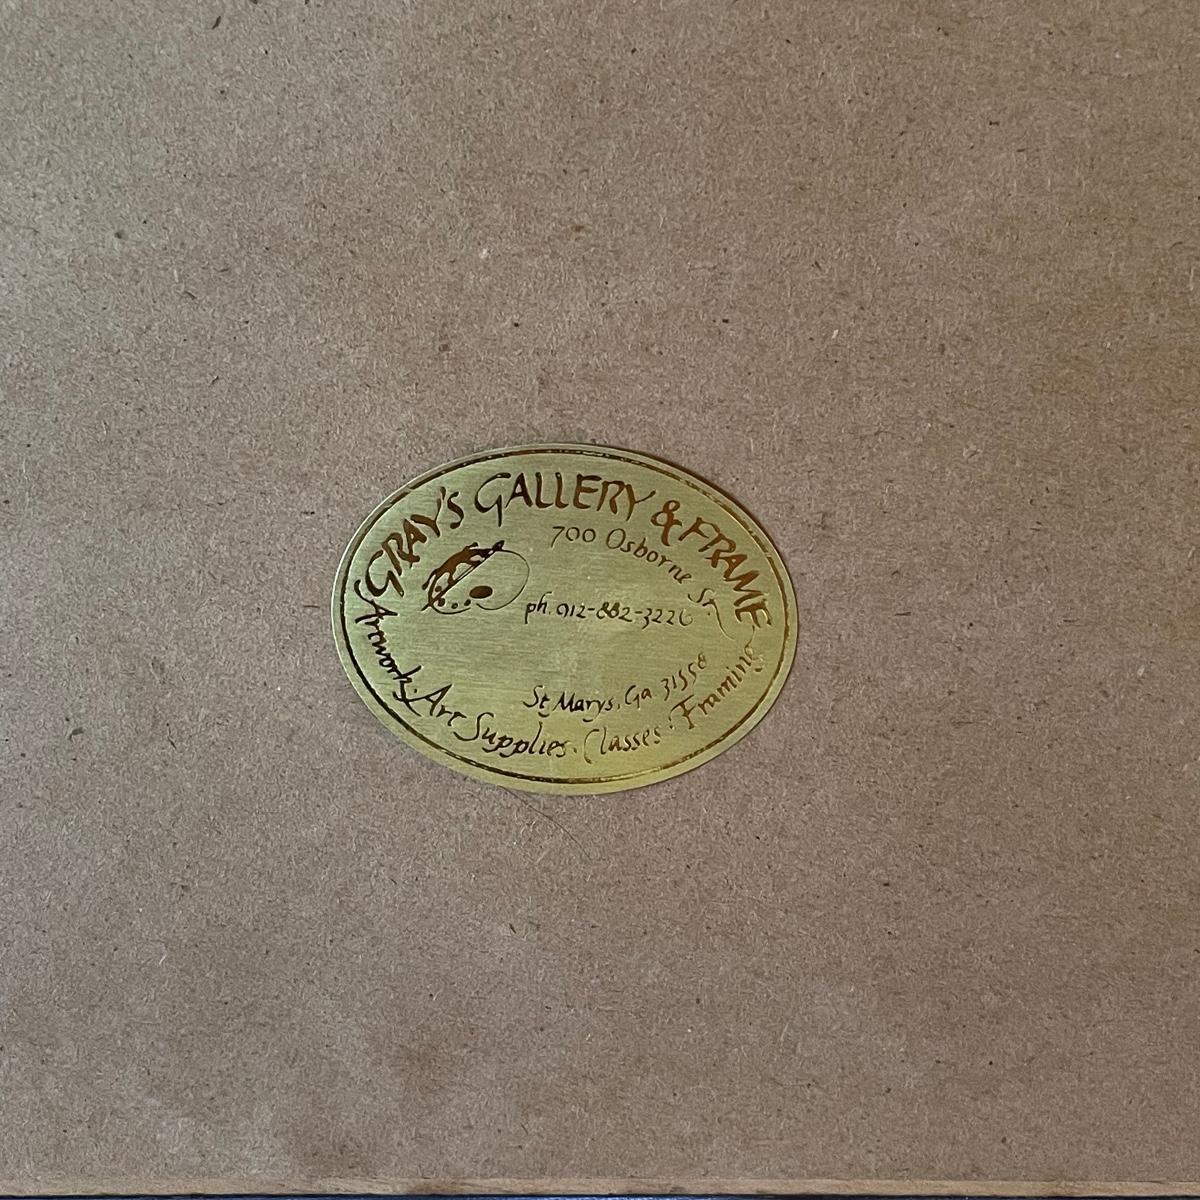 GRAY'S GALLERY & FRAME
700 Osborne St.
ph. 912-882-3226
St Marys, Ga 31558
Artwork · Art Supplies · Classes · Framing